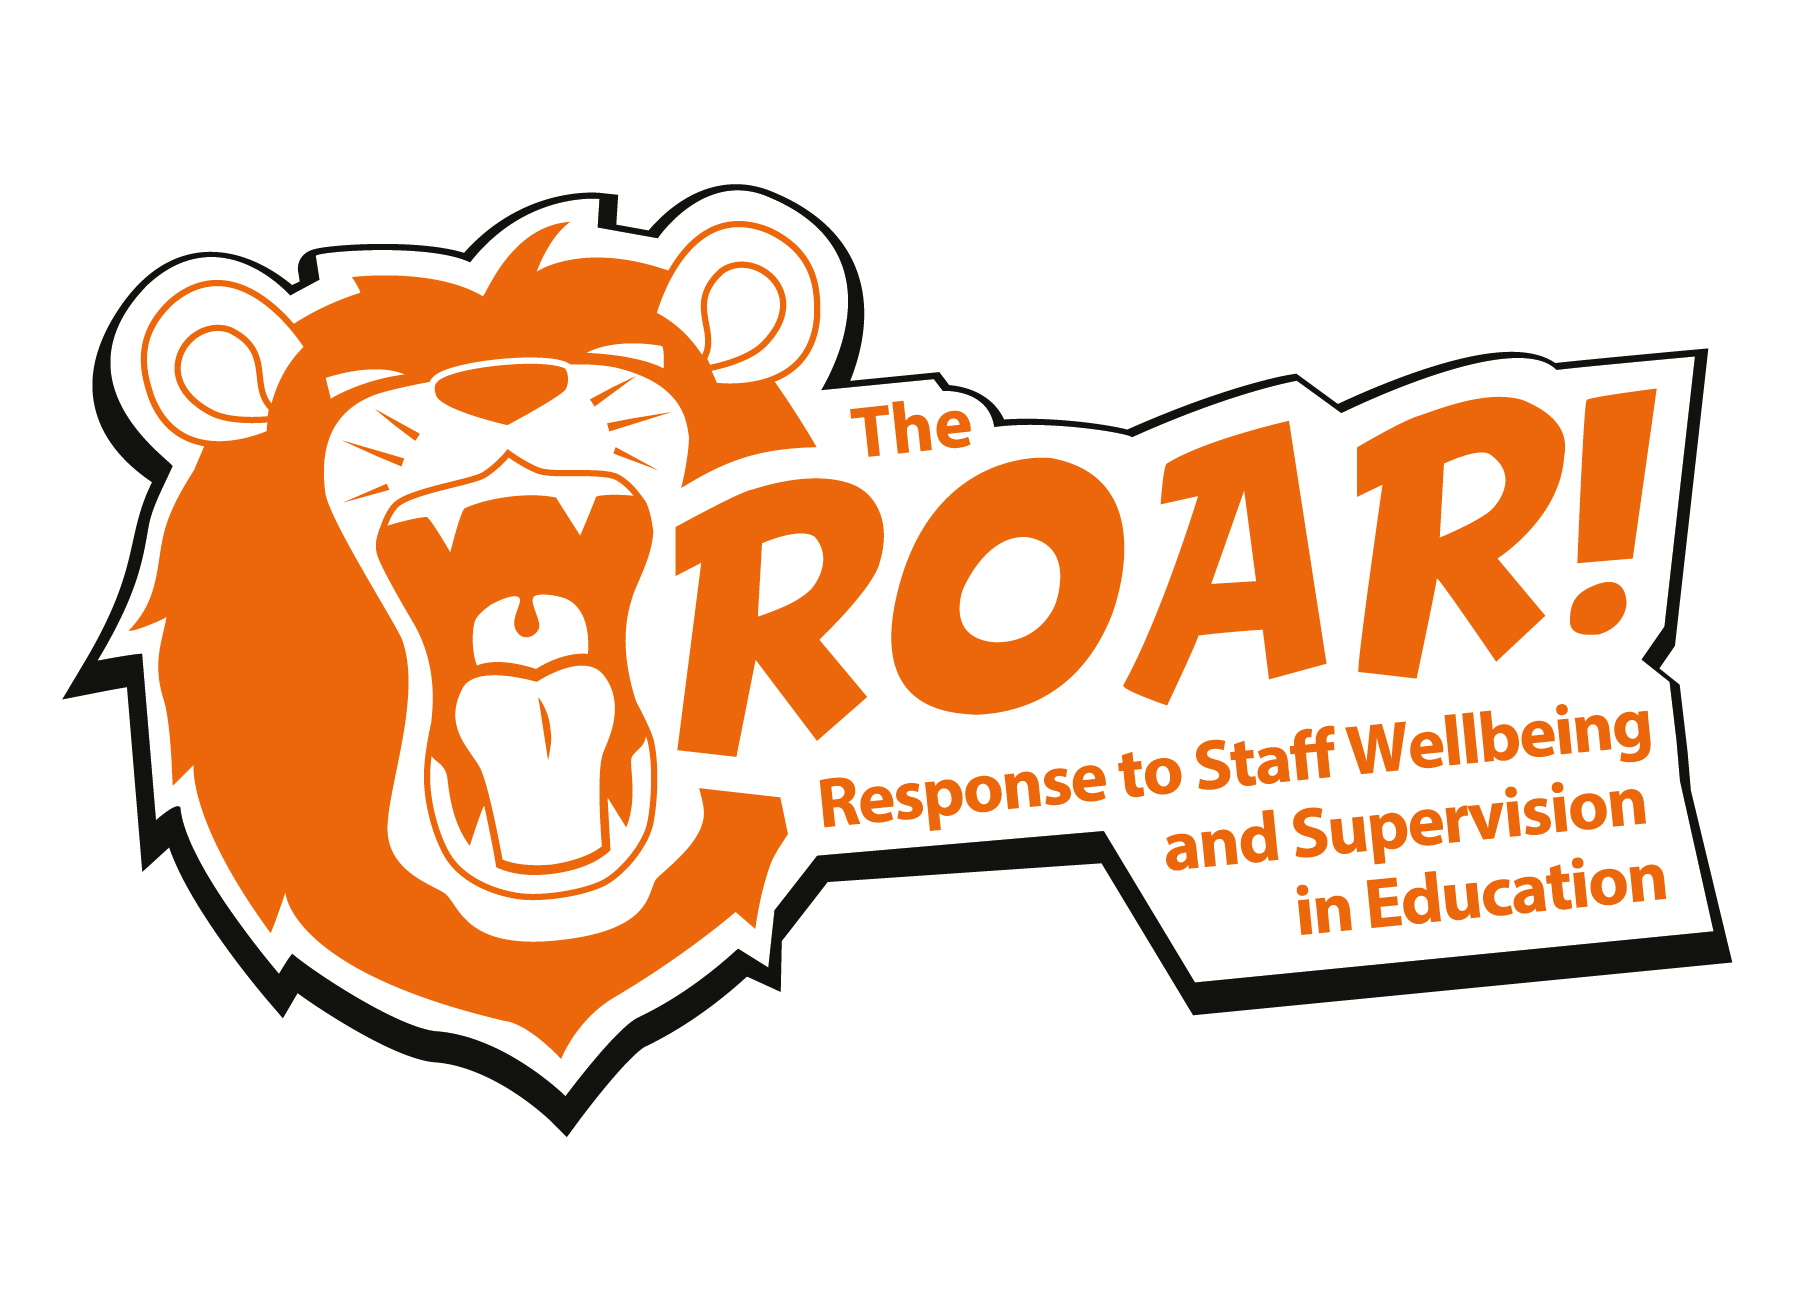 The
ROAR!
Response to Staff Wellbeing
and Supervision
in Education